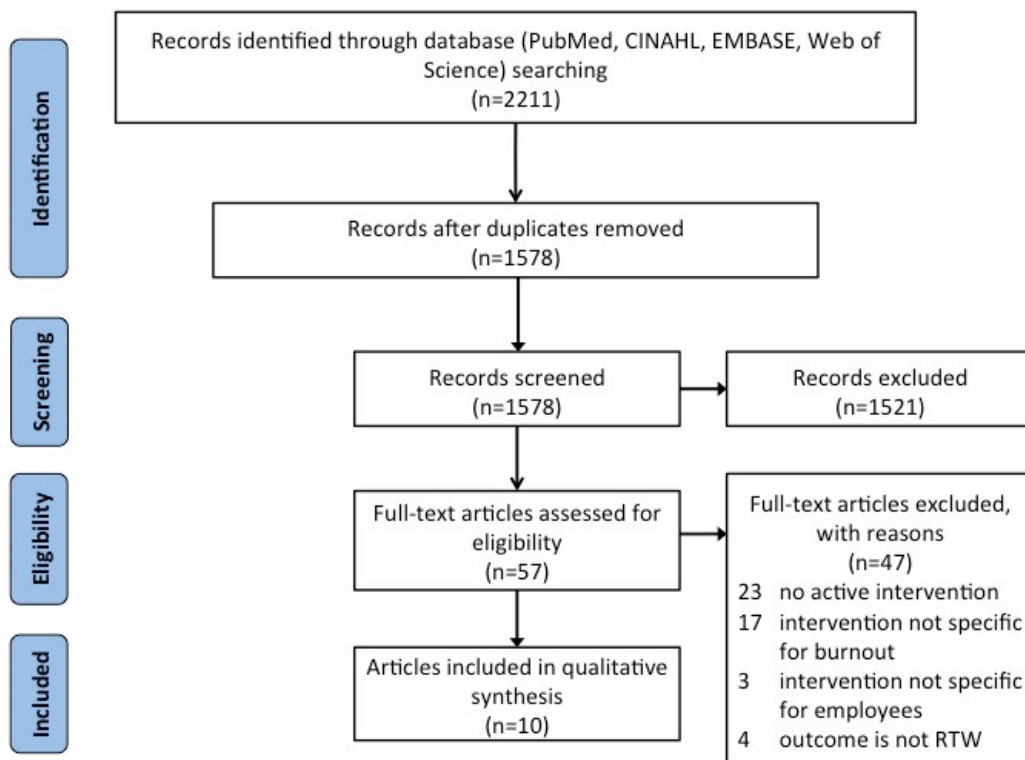 Identification
Records identified through database (PubMed, CINAHL, EMBASE, Web of
Science) searching
(n=2211)
Records after duplicates removed
(n=1578)
Screening
Records screened
(n=1578)
Records excluded
(n=1521)
Eligibility
Full-text articles assessed for
eligibility
(n=57)
Full-text articles excluded,
with reasons
(n=47)
23 no active intervention
17 intervention not specific
for burnout
3 intervention not specific
for employees
4 outcome is not RTW
Included
Articles included in qualitative
synthesis
(n=10)